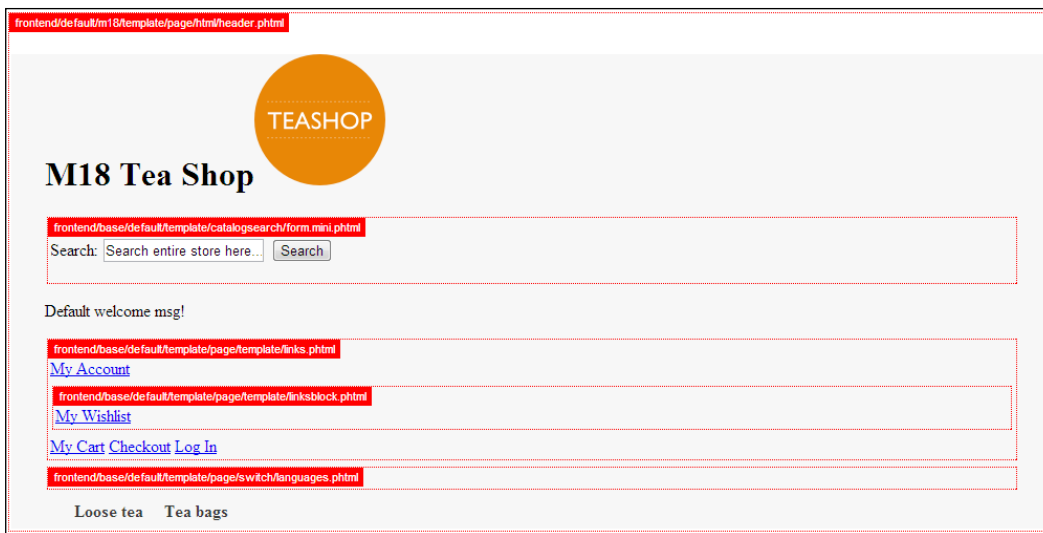 frontend/default/m18/template/page/html/header.phtml
TEASHOP
M18 Tea Shop
frontend/base/default/template/catalogsearch/form.mini.phtml
Search: Search entire store here... Search
Default welcome msg!
frontend/base/default/template/page/template/links.phtml
My Account
frontend/base/default/template/page/template/linksblock.phtml
My Wishlist
My Cart Checkout Log In
frontend/base/default/template/page/switch/languages.phtml
Loose tea Tea bags